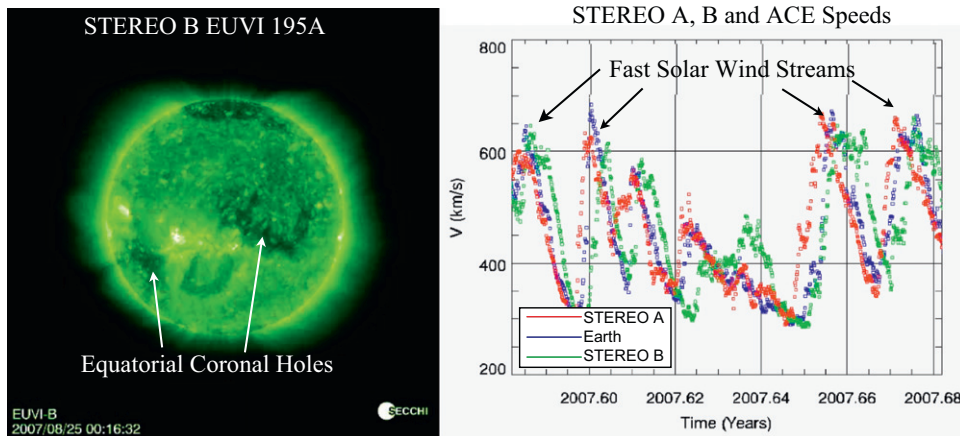 STEREO B EUVI 195A
Equatorial Coronal Holes
EUVI-B
2007/08/25 00:16:32
SECCHI
STEREO A, B and ACE Speeds
Fast Solar Wind Streams
800
600
400
200
V (km/s)
STEREO A
Earth
STEREO B
2007.60 2007.62 2007.64 2007.66 2007.68
Time (Years)